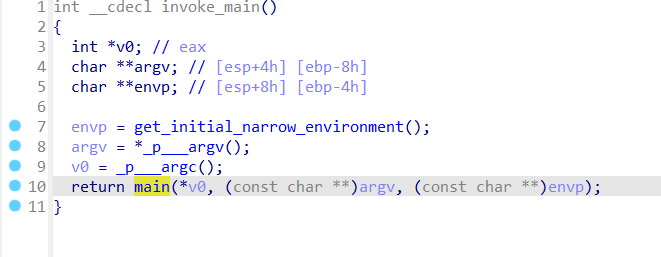 1 int __cdecl invoke_main()
2 {
3 int *v0; // eax
4 char **argv; // [esp+4h] [ebp-8h]
5 char **envp; // [esp+8h] [ebp-4h]
6
7 envp = get_initial_narrow_environment();
8 argv = *_p___argv();
9 v0 = _p___argc();
10 return main(*v0, (const char **)argv, (const char **)envp);
11 }